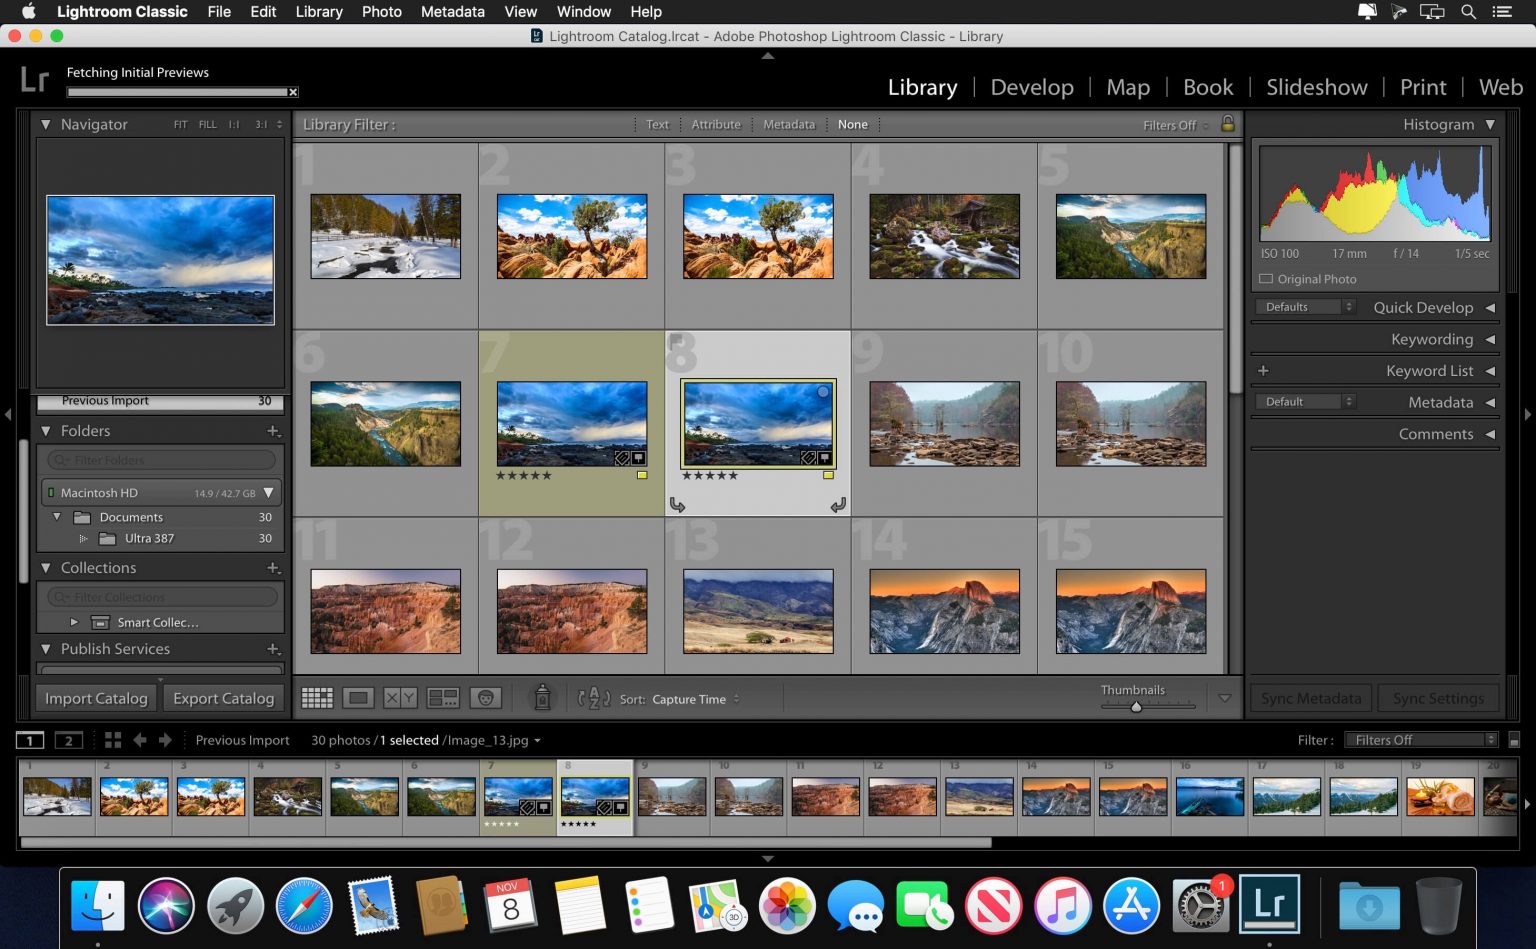 Lightroom Classic File Edit Library Photo Metadata View Window Help
Lightroom Catalog.lrcat - Adobe Photoshop Lightroom Classic - Library
Lr Fetching Initial Previews
Library Develop Map Book Slideshow Print Web
Navigator FIT FILL 1:1 3:1
Library Filter : Text Attribute Metadata None Filters Off
Histogram
1 2 3 4 5
ISO 100 17 mm f / 14 1/5 sec
Original Photo
Defaults Quick Develop
Keywording
Keyword List
Default Metadata
Comments
6 7 8 9 10
Previous Import 30
Folders
Filter Folders
Macintosh HD 14.9 / 42.7 GB
Documents 30
Ultra 387 30
Collections
Filter Collections
Smart Collec...
Publish Services
11 12 13 14 15
Import Catalog Export Catalog
Sort: Capture Time
Thumbnails
Sync Metadata Sync Settings
1 2 Previous Import 30 photos / 1 selected / Image_13.jpg
Filter : Filters Off
1 2 3 4 5 6 7 8 9 10 11 12 13 14 15 16 17 18 19 20
NOV
8
3D
1
Lr